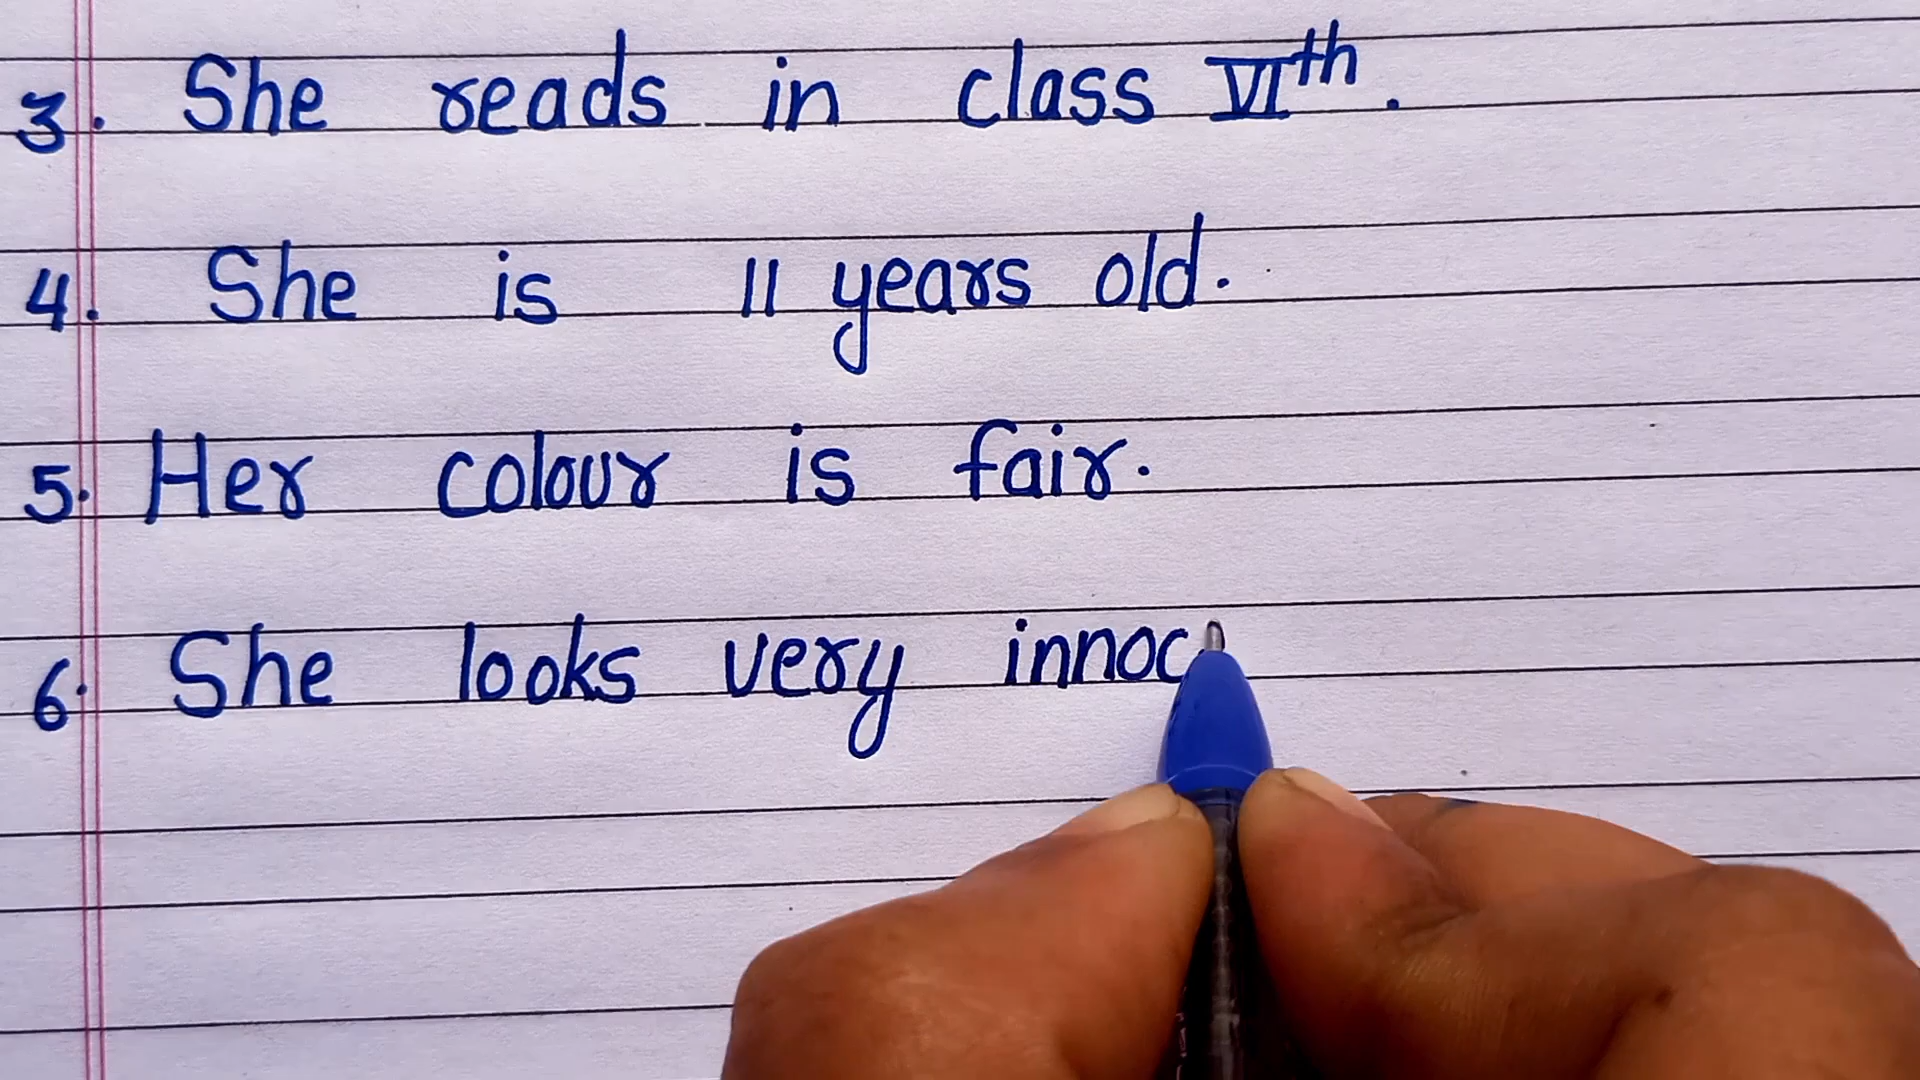 3. She reads in class VIth.
4. She is 11 years old.
5. Her colour is fair.
6. She looks very innoc